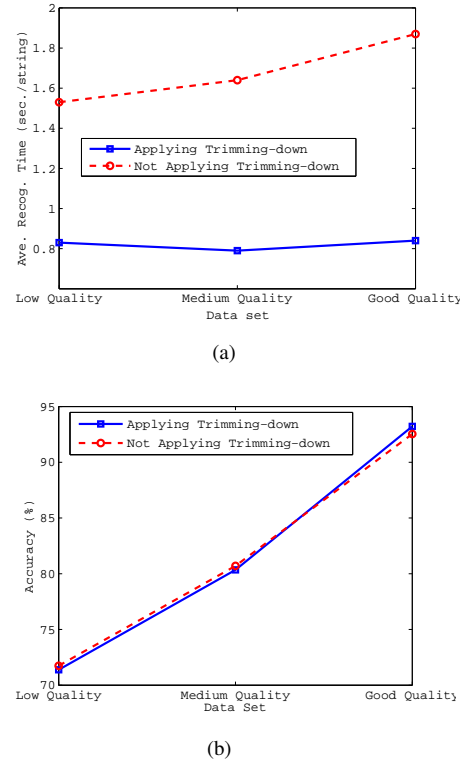 2
1.8
1.6
1.4
1.2
1
0.8
Ave. Recog. Time (sec./string)
Applying Trimming-down
Not Applying Trimming-down
Low Quality Medium Quality Good Quality
Data set
(a)
95
90
85
80
75
70
Accuracy (%)
Applying Trimming-down
Not Applying Trimming-down
Low Quality Medium Quality Good Quality
Data Set
(b)